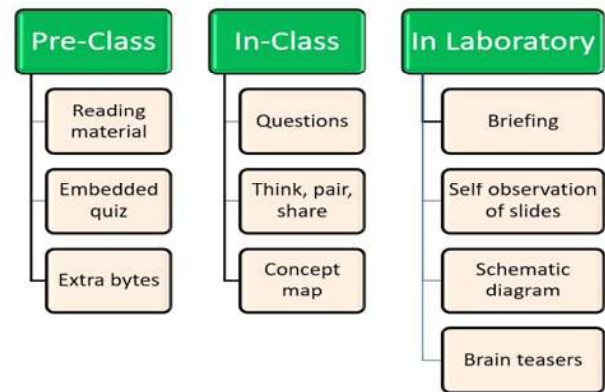 Pre-Class
Reading
material
Embedded
quiz
Extra bytes
In-Class
Questions
Think, pair,
share
Concept
map
In Laboratory
Briefing
Self observation
of slides
Schematic
diagram
Brain teasers